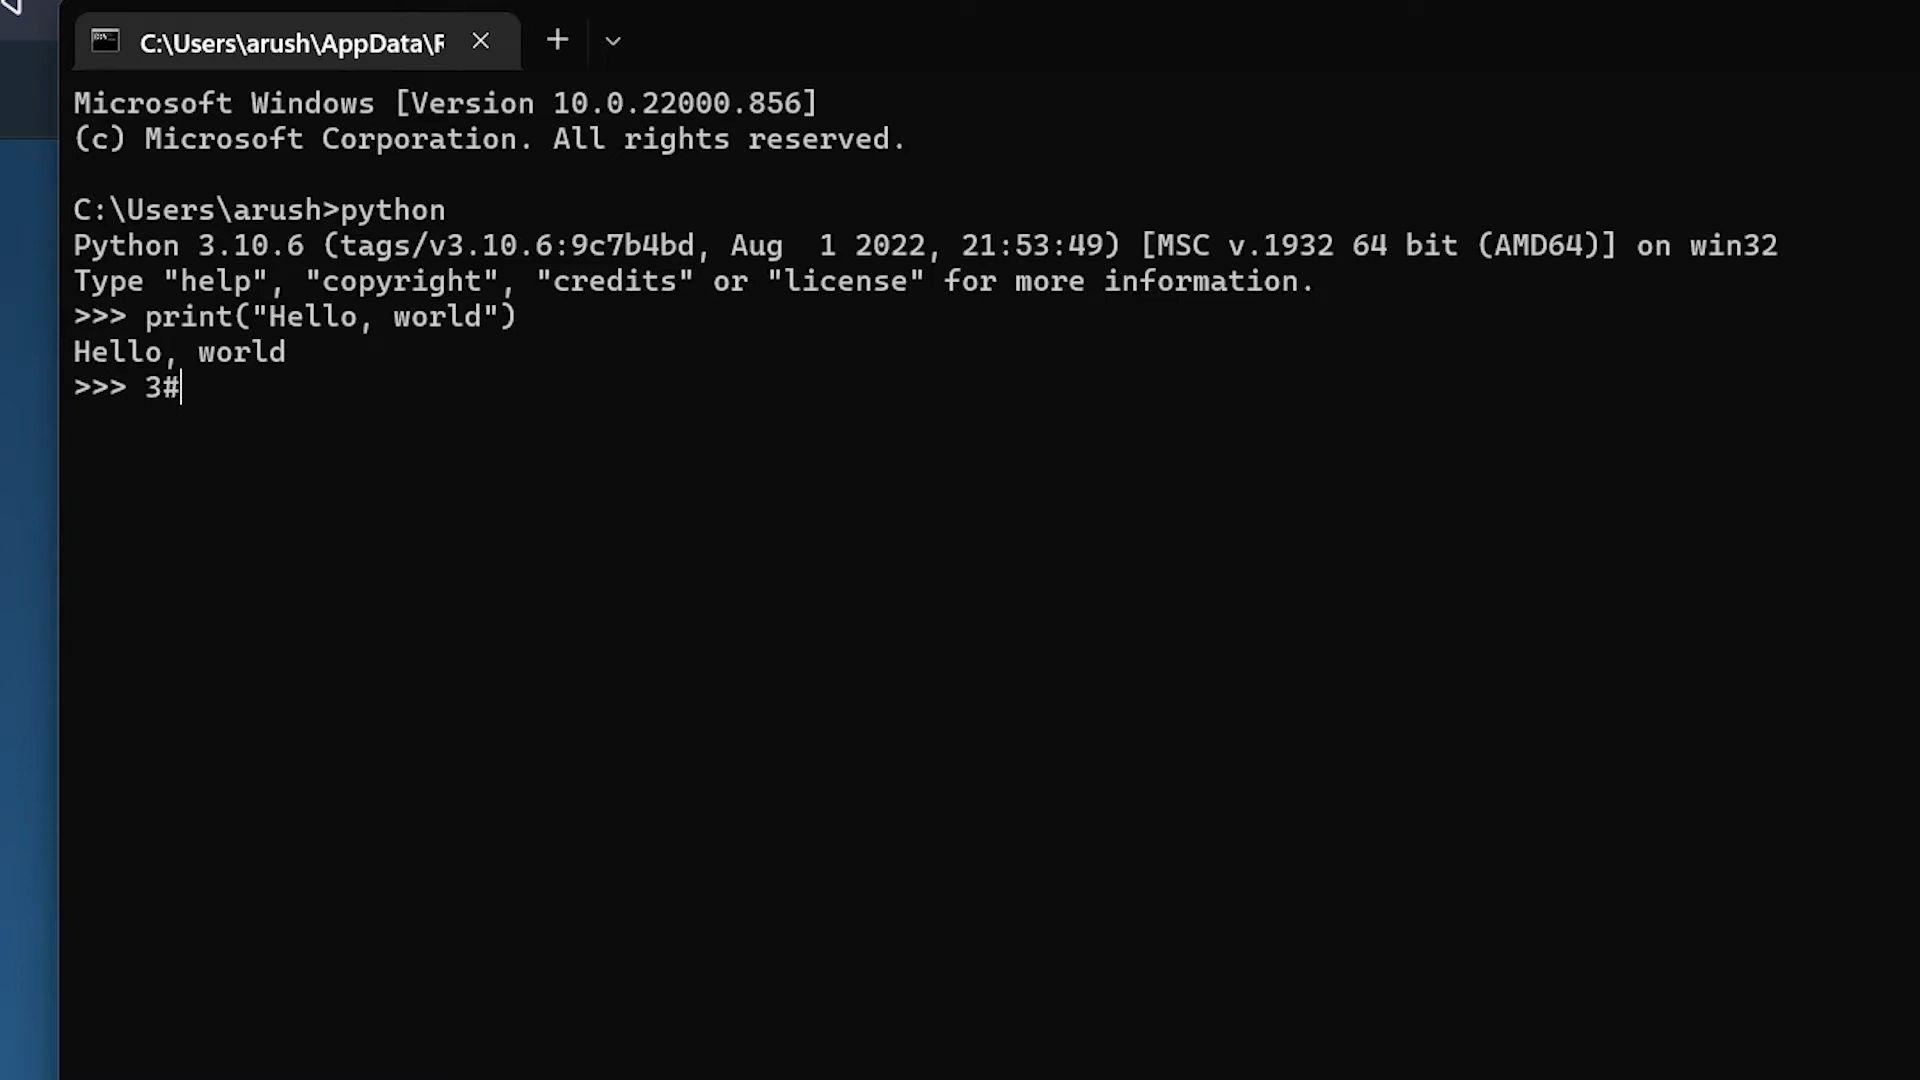 C:\Users\arush\AppData\R
Microsoft Windows [Version 10.0.22000.856]
(c) Microsoft Corporation. All rights reserved.
C:\Users\arush>python
Python 3.10.6 (tags/v3.10.6:9c7b4bd, Aug  1 2022, 21:53:49) [MSC v.1932 64 bit (AMD64)] on win32
Type "help", "copyright", "credits" or "license" for more information.
>>> print("Hello, world")
Hello, world
>>> 3#